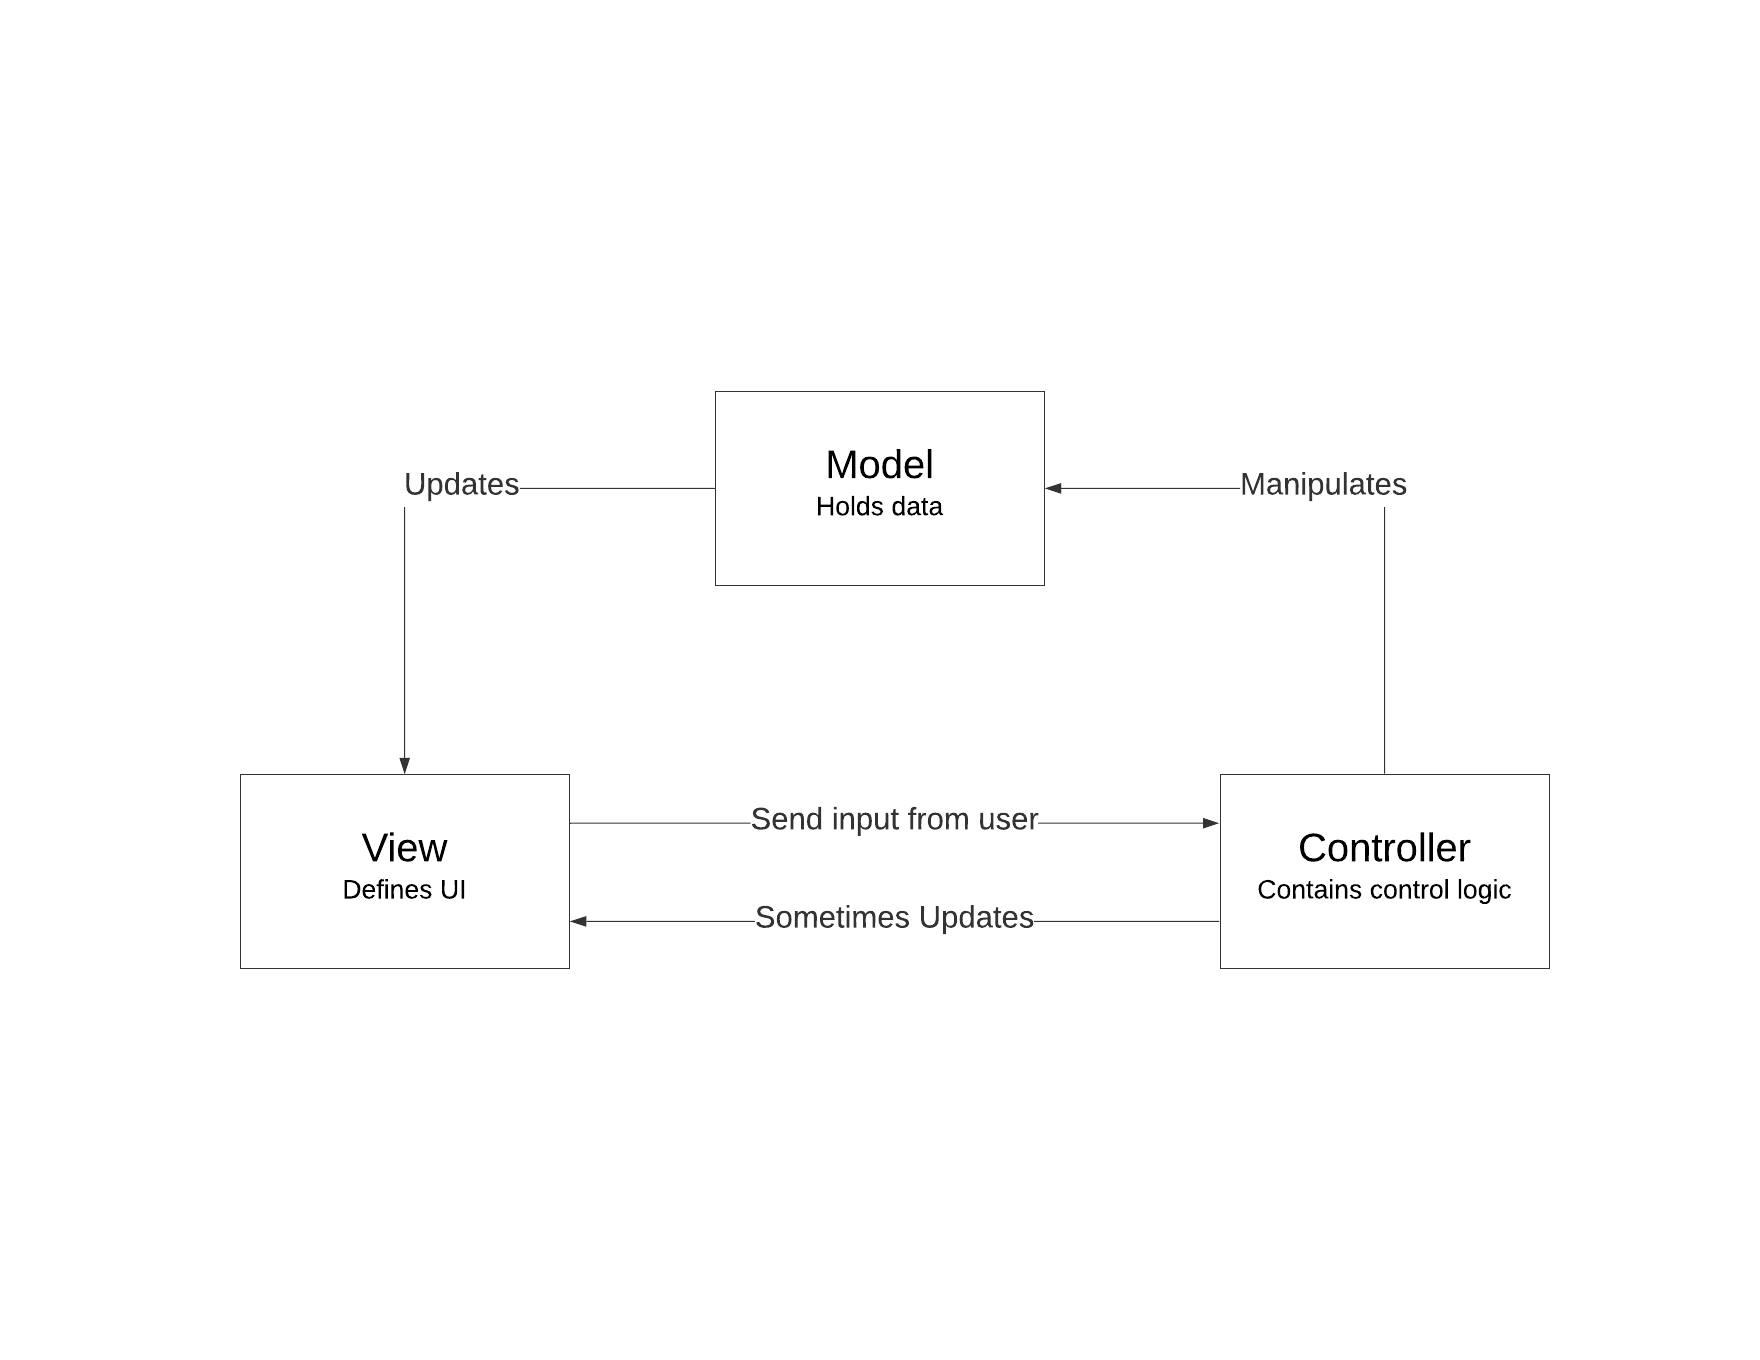 Model
Holds data
Updates
Manipulates
View
Defines UI
Send input from user
Sometimes Updates
Controller
Contains control logic